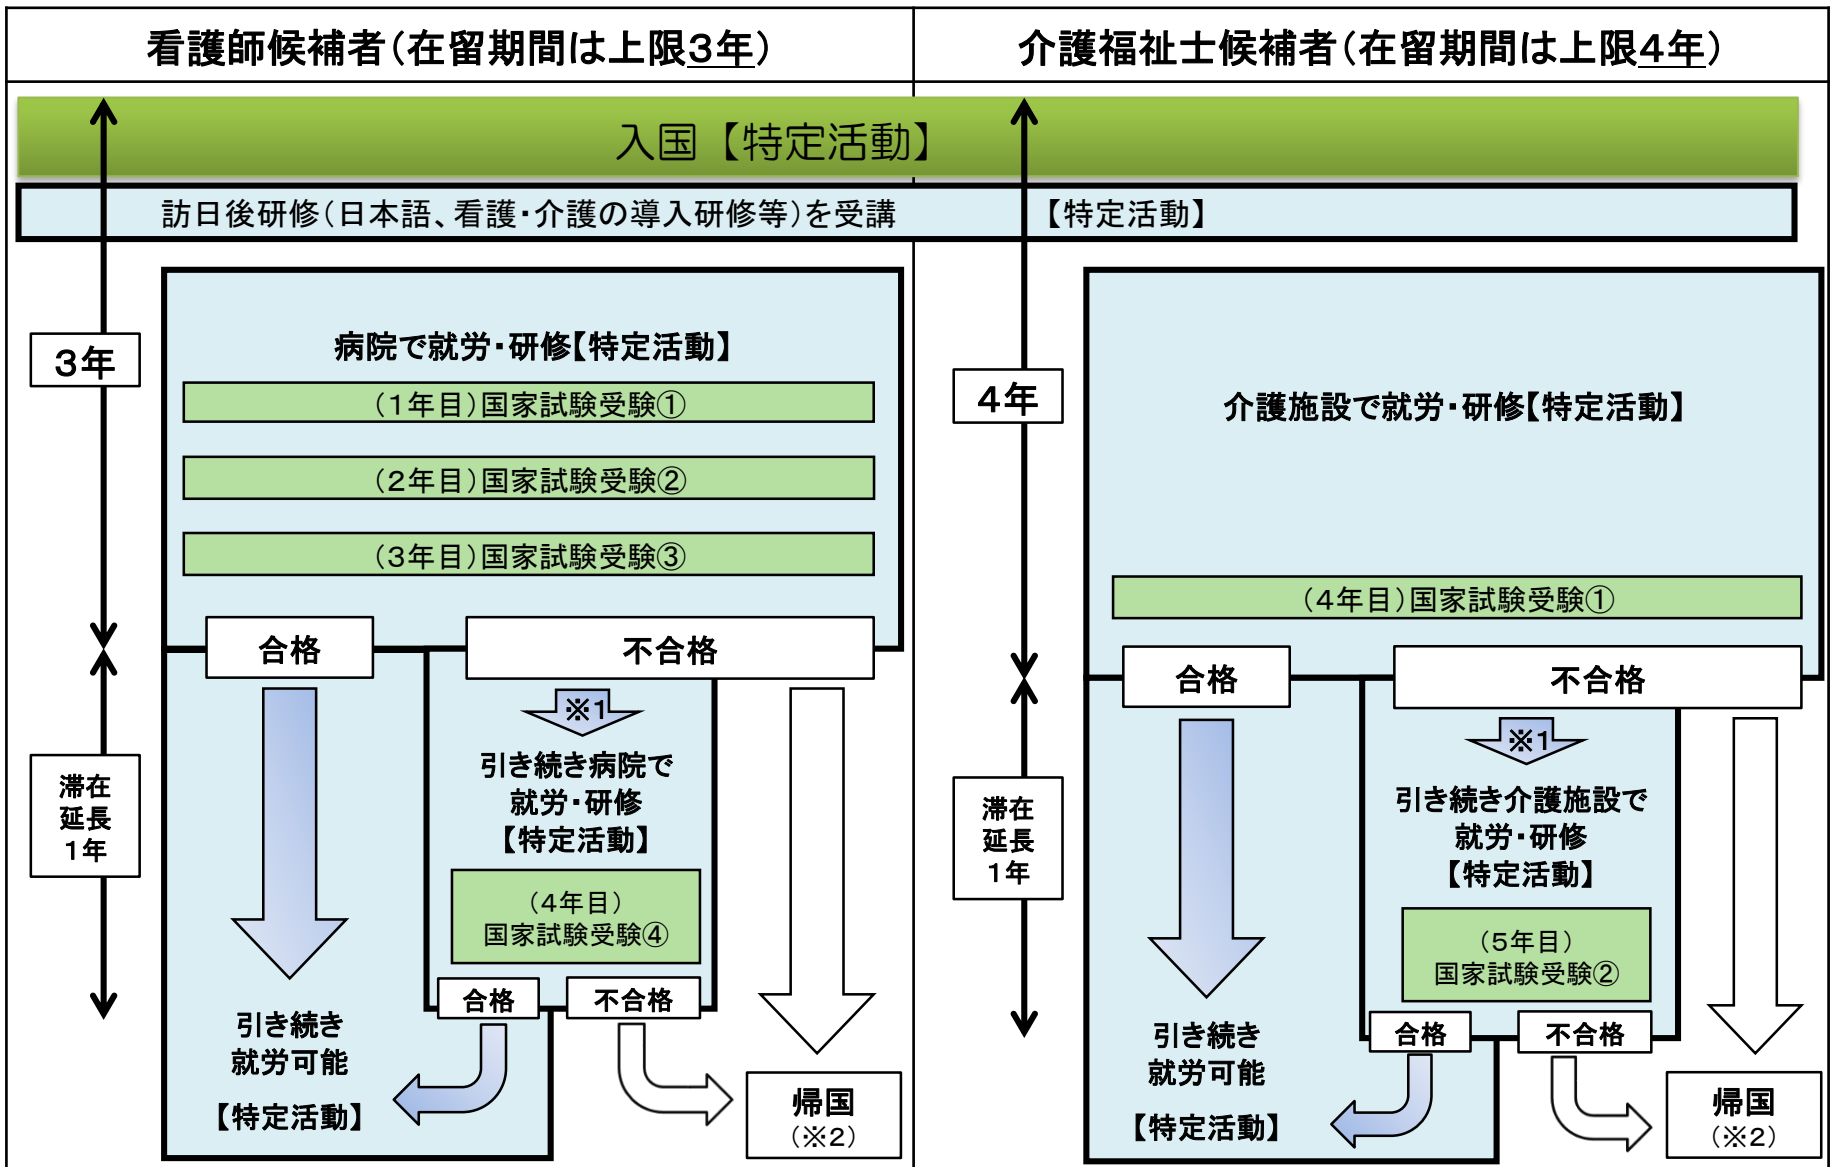 看護師候補者(在留期間は上限3年)
介護福祉士候補者(在留期間は上限4年)
入国【特定活動】
訪日後研修(日本語、看護・介護の導入研修等)を受講 【特定活動】
3年
病院で就労・研修【特定活動】
(1年目)国家試験受験①
(2年目)国家試験受験②
(3年目)国家試験受験③
合格
不合格
※1
引き続き病院で
就労・研修
【特定活動】
滞在
延長
1年
(4年目)
国家試験受験④
合格
不合格
引き続き
就労可能
【特定活動】
帰国
(※2)
4年
介護施設で就労・研修【特定活動】
(4年目)国家試験受験①
合格
不合格
※1
引き続き介護施設で
就労・研修
【特定活動】
滞在
延長
1年
(5年目)
国家試験受験②
合格
不合格
引き続き
就労可能
【特定活動】
帰国
(※2)